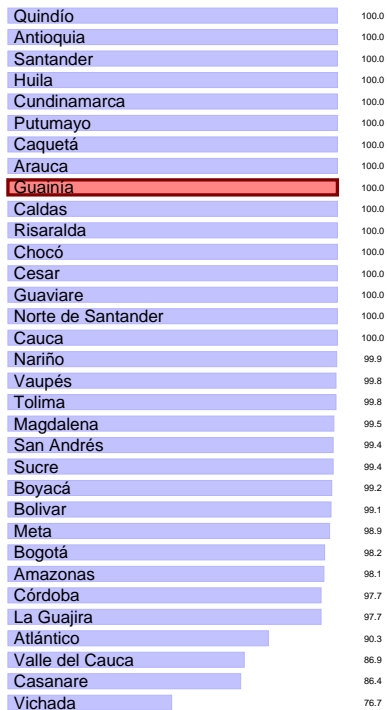 Quindío 100.0
Antioquia 100.0
Santander 100.0
Huila 100.0
Cundinamarca 100.0
Putumayo 100.0
Caquetá 100.0
Arauca 100.0
Guainía 100.0
Caldas 100.0
Risaralda 100.0
Chocó 100.0
Cesar 100.0
Guaviare 100.0
Norte de Santander 100.0
Cauca 100.0
Nariño 99.9
Vaupés 99.8
Tolima 99.8
Magdalena 99.5
San Andrés 99.4
Sucre 99.4
Boyacá 99.2
Bolivar 99.1
Meta 98.9
Bogotá 98.2
Amazonas 98.1
Córdoba 97.7
La Guajira 97.7
Atlántico 90.3
Valle del Cauca 86.9
Casanare 86.4
Vichada 76.7